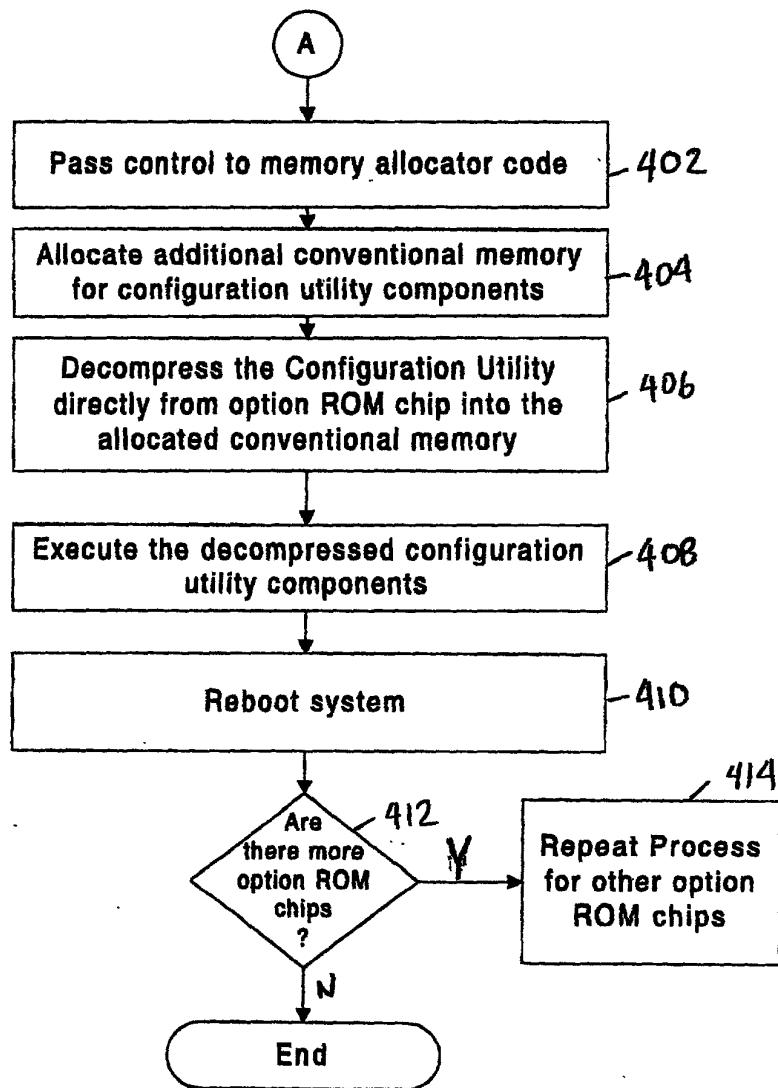 A
Pass control to memory allocator code
402
Allocate additional conventional memory
for configuration utility components
404
Decompress the Configuration Utility
directly from option ROM chip into the
allocated conventional memory
406
Execute the decompressed configuration
utility components
408
Reboot system
410
412
Are
there more
option ROM
chips
?
Y
414
Repeat Process
for other option
ROM chips
N
End